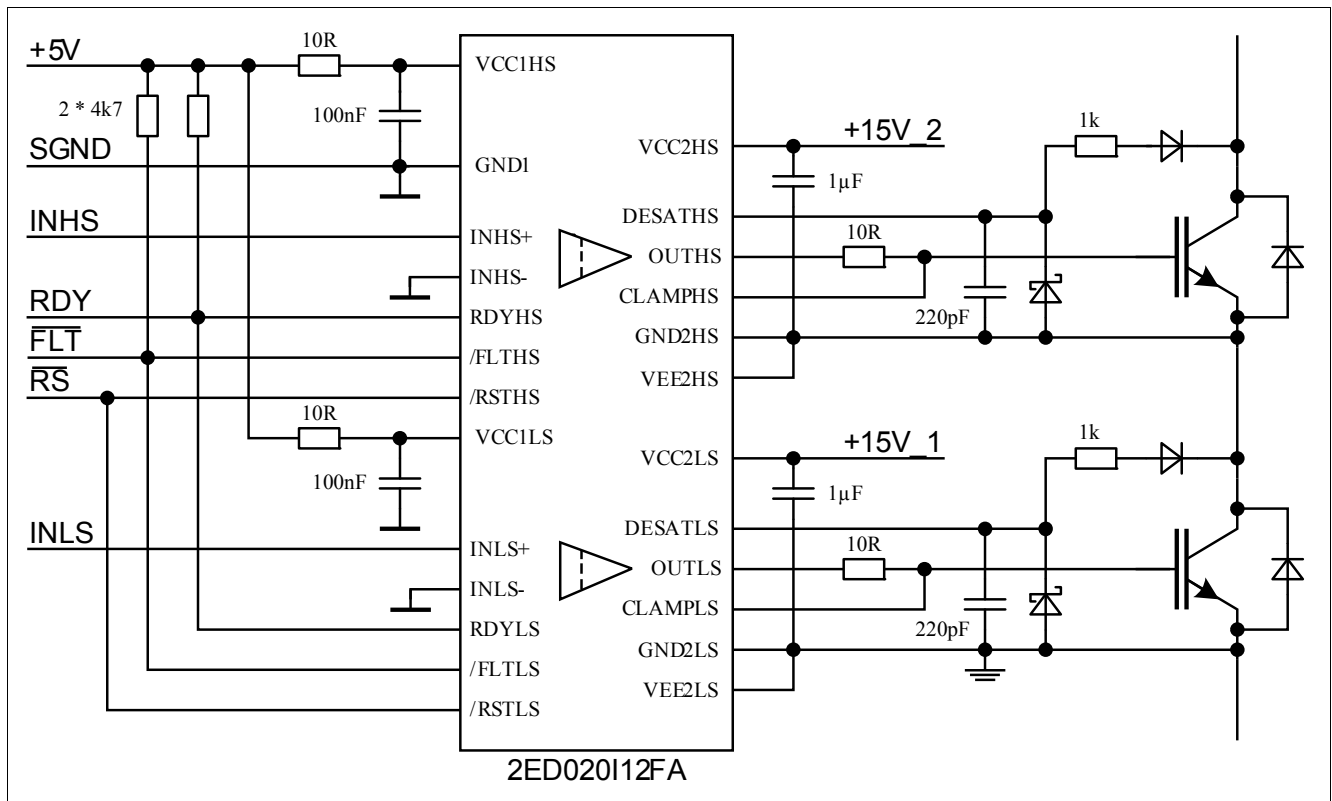 +5V
10R
VCC1HS
2 * 4k7
100nF
SGND
GND1
INHS
INHS+
INHS-
RDY
RDYHS
FLT
/FLTHS
RS
/RSTHS
10R
VCC1LS
100nF
INLS
INLS+
INLS-
RDYLS
/FLTLS
/RSTLS
VCC2HS
+15V_2
1µF
1k
DESATHS
10R
OUTHS
CLAMPHS
220pF
GND2HS
VEE2HS
VCC2LS
+15V_1
1µF
1k
DESATLS
10R
OUTLS
CLAMPLS
220pF
GND2LS
VEE2LS
2ED020I12FA